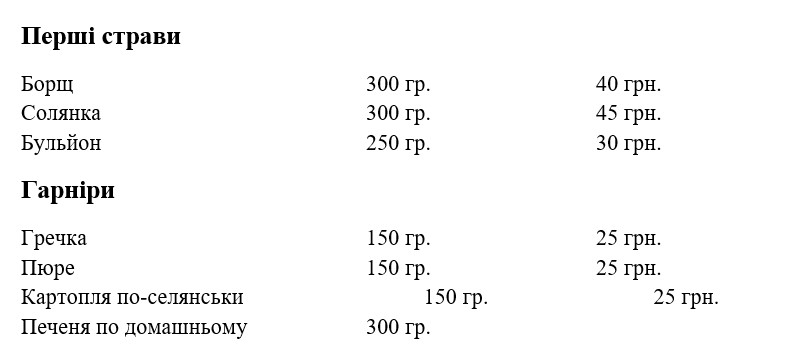 Перші страви
Борщ 300 гр. 40 грн.
Солянка 300 гр. 45 грн.
Бульйон 250 гр. 30 грн.
Гарніри
Гречка 150 гр. 25 грн.
Пюре 150 гр. 25 грн.
Картопля по-селянськи 150 гр. 25 грн.
Печеня по домашньому 300 гр.